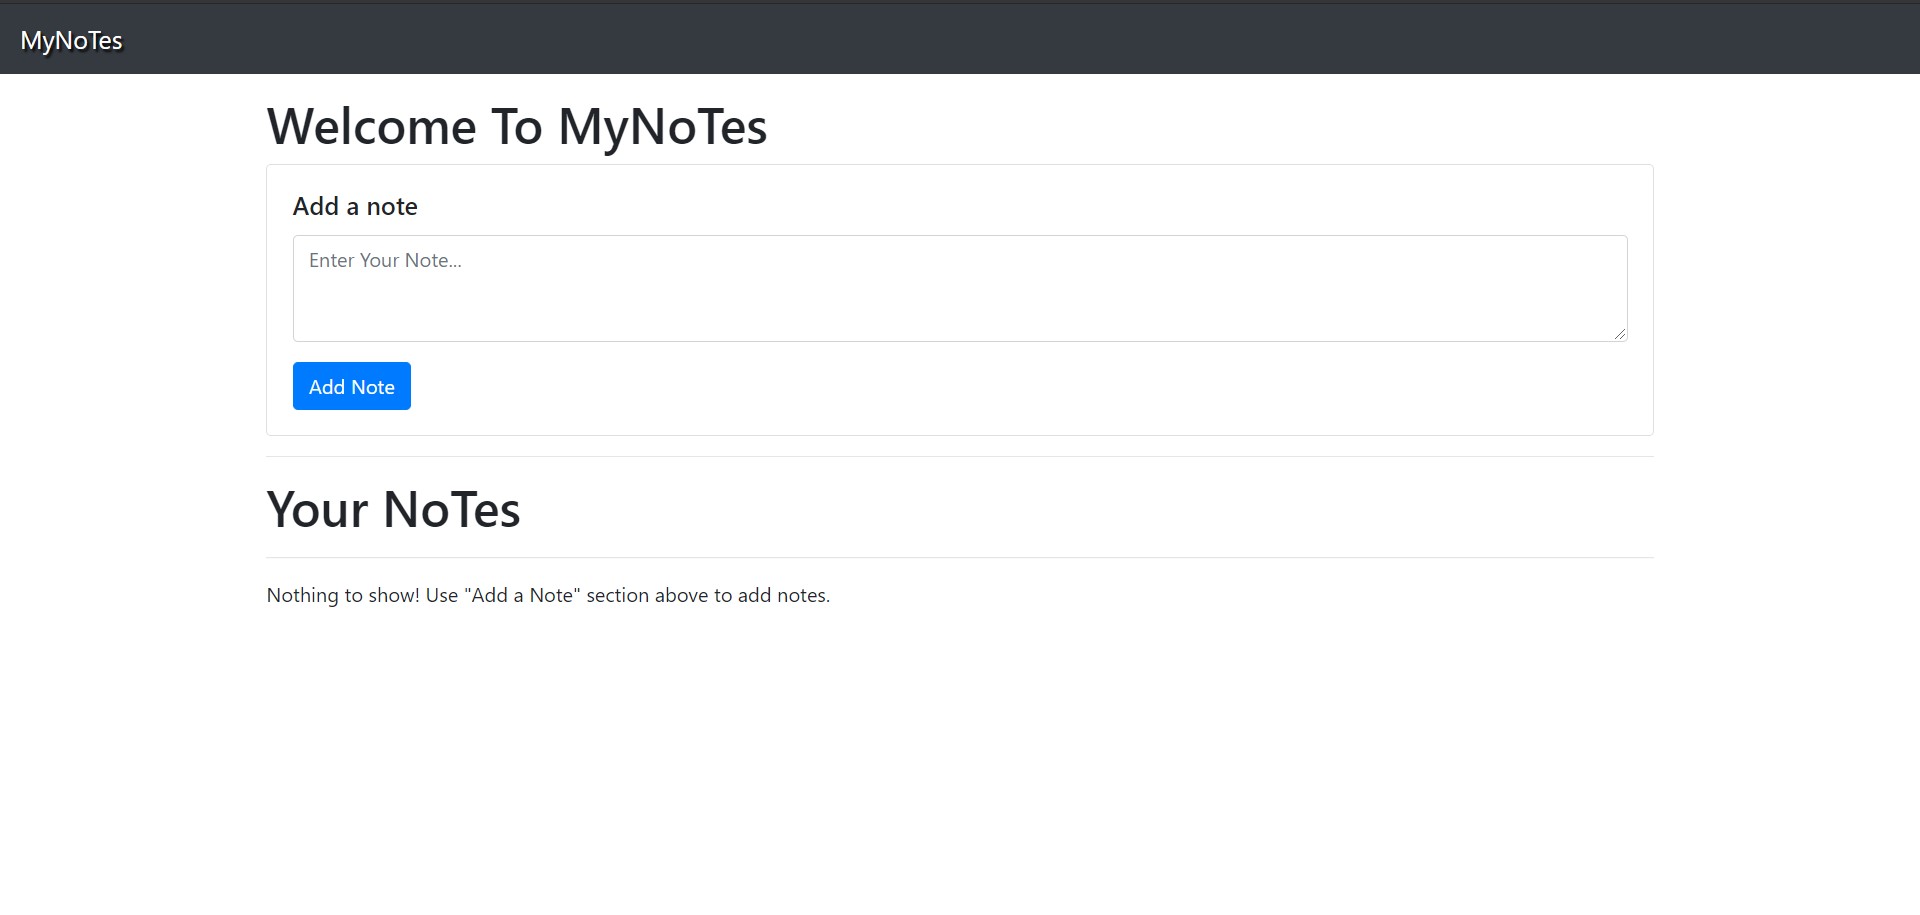 MyNoTes
Welcome To MyNoTes
Add a note
Enter Your Note...
Add Note
Your NoTes
Nothing to show! Use "Add a Note" section above to add notes.